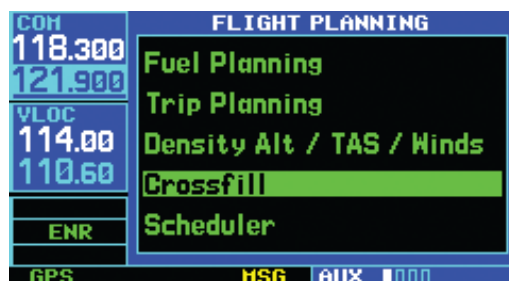 COM
118.300
121.900
VLOC
114.00
110.60
ENR
GPS
FLIGHT PLANNING
Fuel Planning
Trip Planning
Density Alt / TAS / Winds
Crossfill
Scheduler
MSG
AUX